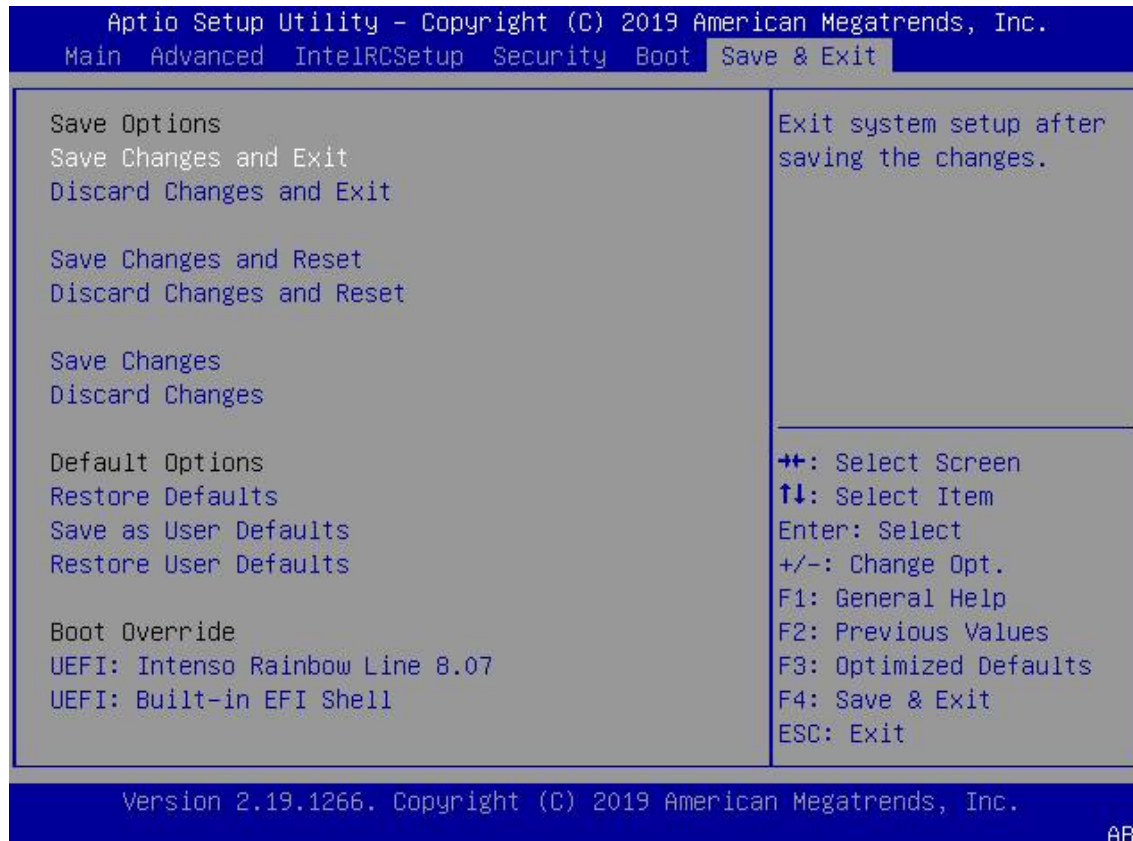 Aptio Setup Utility – Copyright (C) 2019 American Megatrends, Inc.
Main Advanced IntelRCSetup Security Boot Save & Exit
Save Options
Save Changes and Exit
Discard Changes and Exit
Save Changes and Reset
Discard Changes and Reset
Save Changes
Discard Changes
Default Options
Restore Defaults
Save as User Defaults
Restore User Defaults
Boot Override
UEFI: Intenso Rainbow Line 8.07
UEFI: Built-in EFI Shell
Exit system setup after
saving the changes.
→←: Select Screen
↑↓: Select Item
Enter: Select
+/-: Change Opt.
F1: General Help
F2: Previous Values
F3: Optimized Defaults
F4: Save & Exit
ESC: Exit
Version 2.19.1266. Copyright (C) 2019 American Megatrends, Inc.
AB